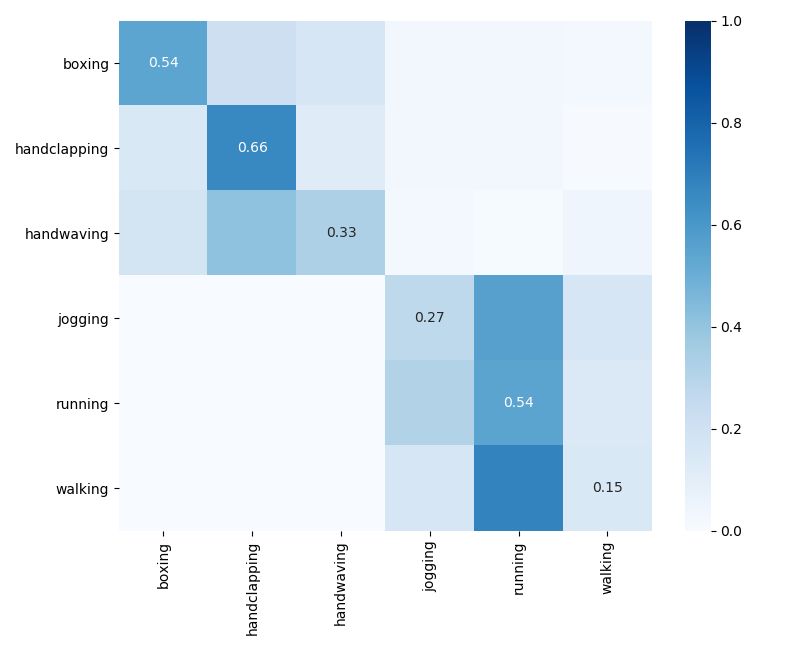 boxing
handclapping
handwaving
jogging
running
walking
0.54
0.66
0.33
0.27
0.54
0.15
boxing
handclapping
handwaving
jogging
running
walking
1.0
0.8
0.6
0.4
0.2
0.0